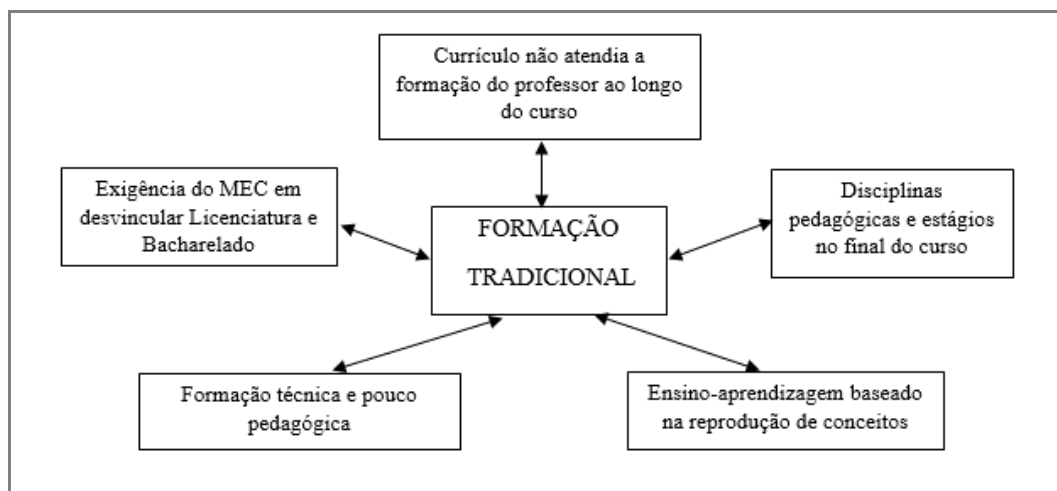 Currículo não atendia a
formação do professor ao longo
do curso
Exigência do MEC em
desvincular Licenciatura e
Bacharelado
FORMAÇÃO
TRADICIONAL
Disciplinas
pedagógicas e estágios
no final do curso
Formação técnica e pouco
pedagógica
Ensino-aprendizagem baseado
na reprodução de conceitos